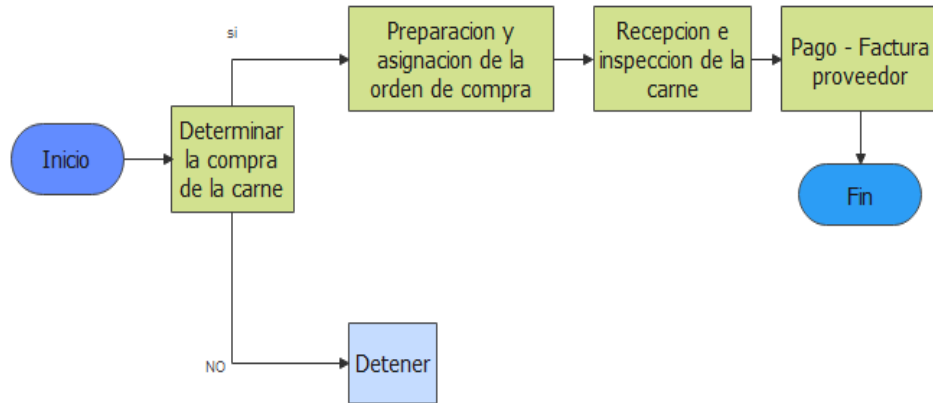 si
Preparacion y
asignacion de la
orden de compra
Recepcion e
inspeccion de la
carne
Pago - Factura
proveedor
Inicio
Determinar
la compra
de la carne
Fin
NO
Detener